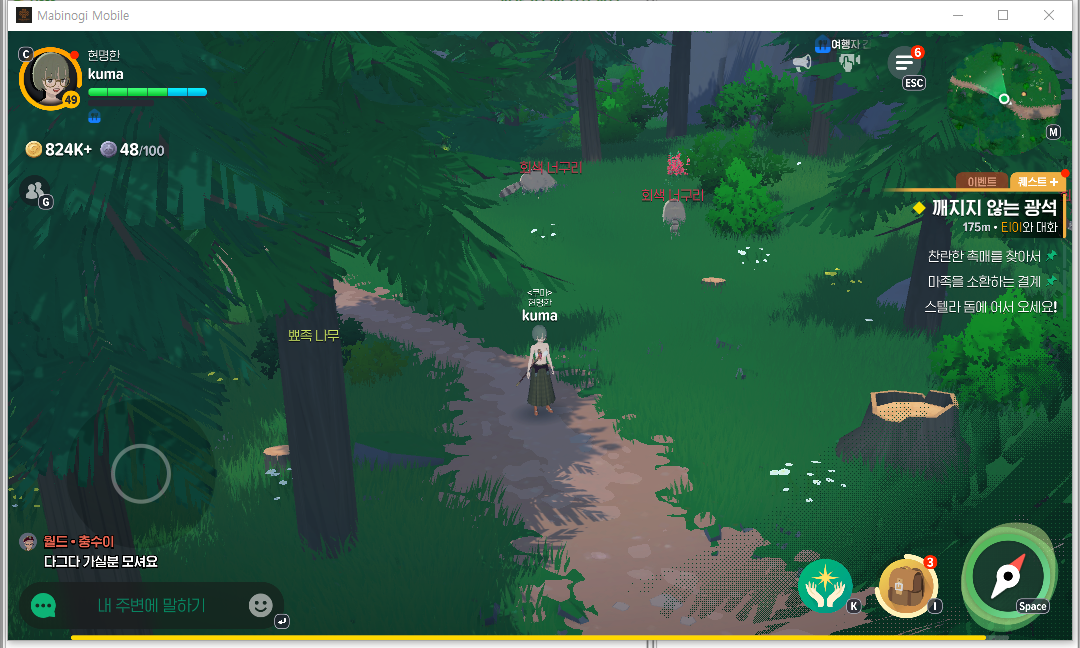 Mabinogi Mobile
C
현명한
kuma
49
여행자
6
ESC
M
824K+
48/100
G
회색 너구리
회색 너구리
이벤트
퀘스트 +
깨지지 않는 광석
175m • 티이와 대화
찬란한 촉매를 찾아서
마족을 소환하는 결계
스텔라 돔에 어서 오세요!
<쿠마>
현명한
kuma
뾰족 나무
월드 • 충수이
다그다 가실분 모셔요
내 주변에 말하기
K
3
I
Space